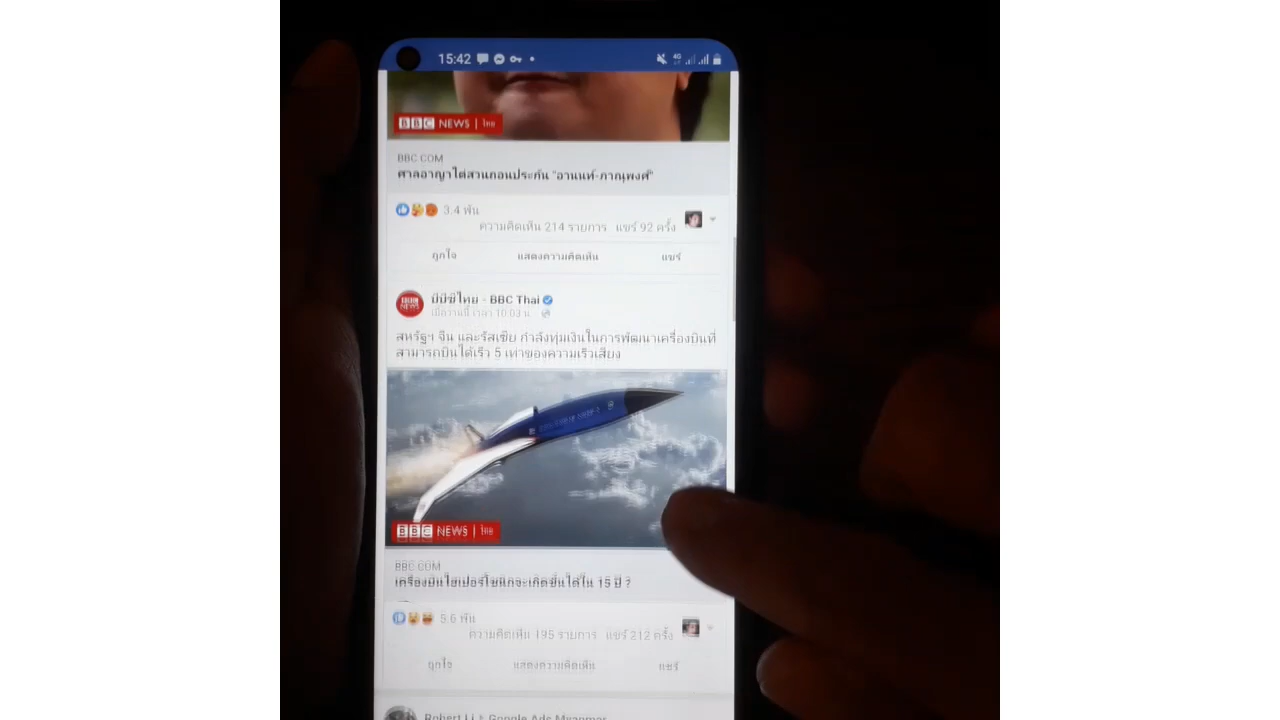 15:42
4G
BBC NEWS | ไทย
BBC.COM
ศาลอาญาไต่สวนถอนประกัน "อานนท์-ภาณุพงศ์"
3.4 พัน
ความคิดเห็น 214 รายการ แชร์ 92 ครั้ง
ถูกใจ แสดงความคิดเห็น แชร์
บีบีซีไทย - BBC Thai
เมื่อวานนี้ เวลา 10:03 น.
สหรัฐฯ จีน และรัสเซีย กำลังทุ่มเงินในการพัฒนาเครื่องบินที่
สามารถบินได้เร็ว 5 เท่าของความเร็วเสียง
BBC NEWS | ไทย
BBC.COM
เครื่องบินไฮเปอร์โซนิกจะเกิดขึ้นได้ใน 15 ปี ?
5.6 พัน
ความคิดเห็น 195 รายการ แชร์ 212 ครั้ง
ถูกใจ แสดงความคิดเห็น แชร์
Robert Li Google Ads Myanmar